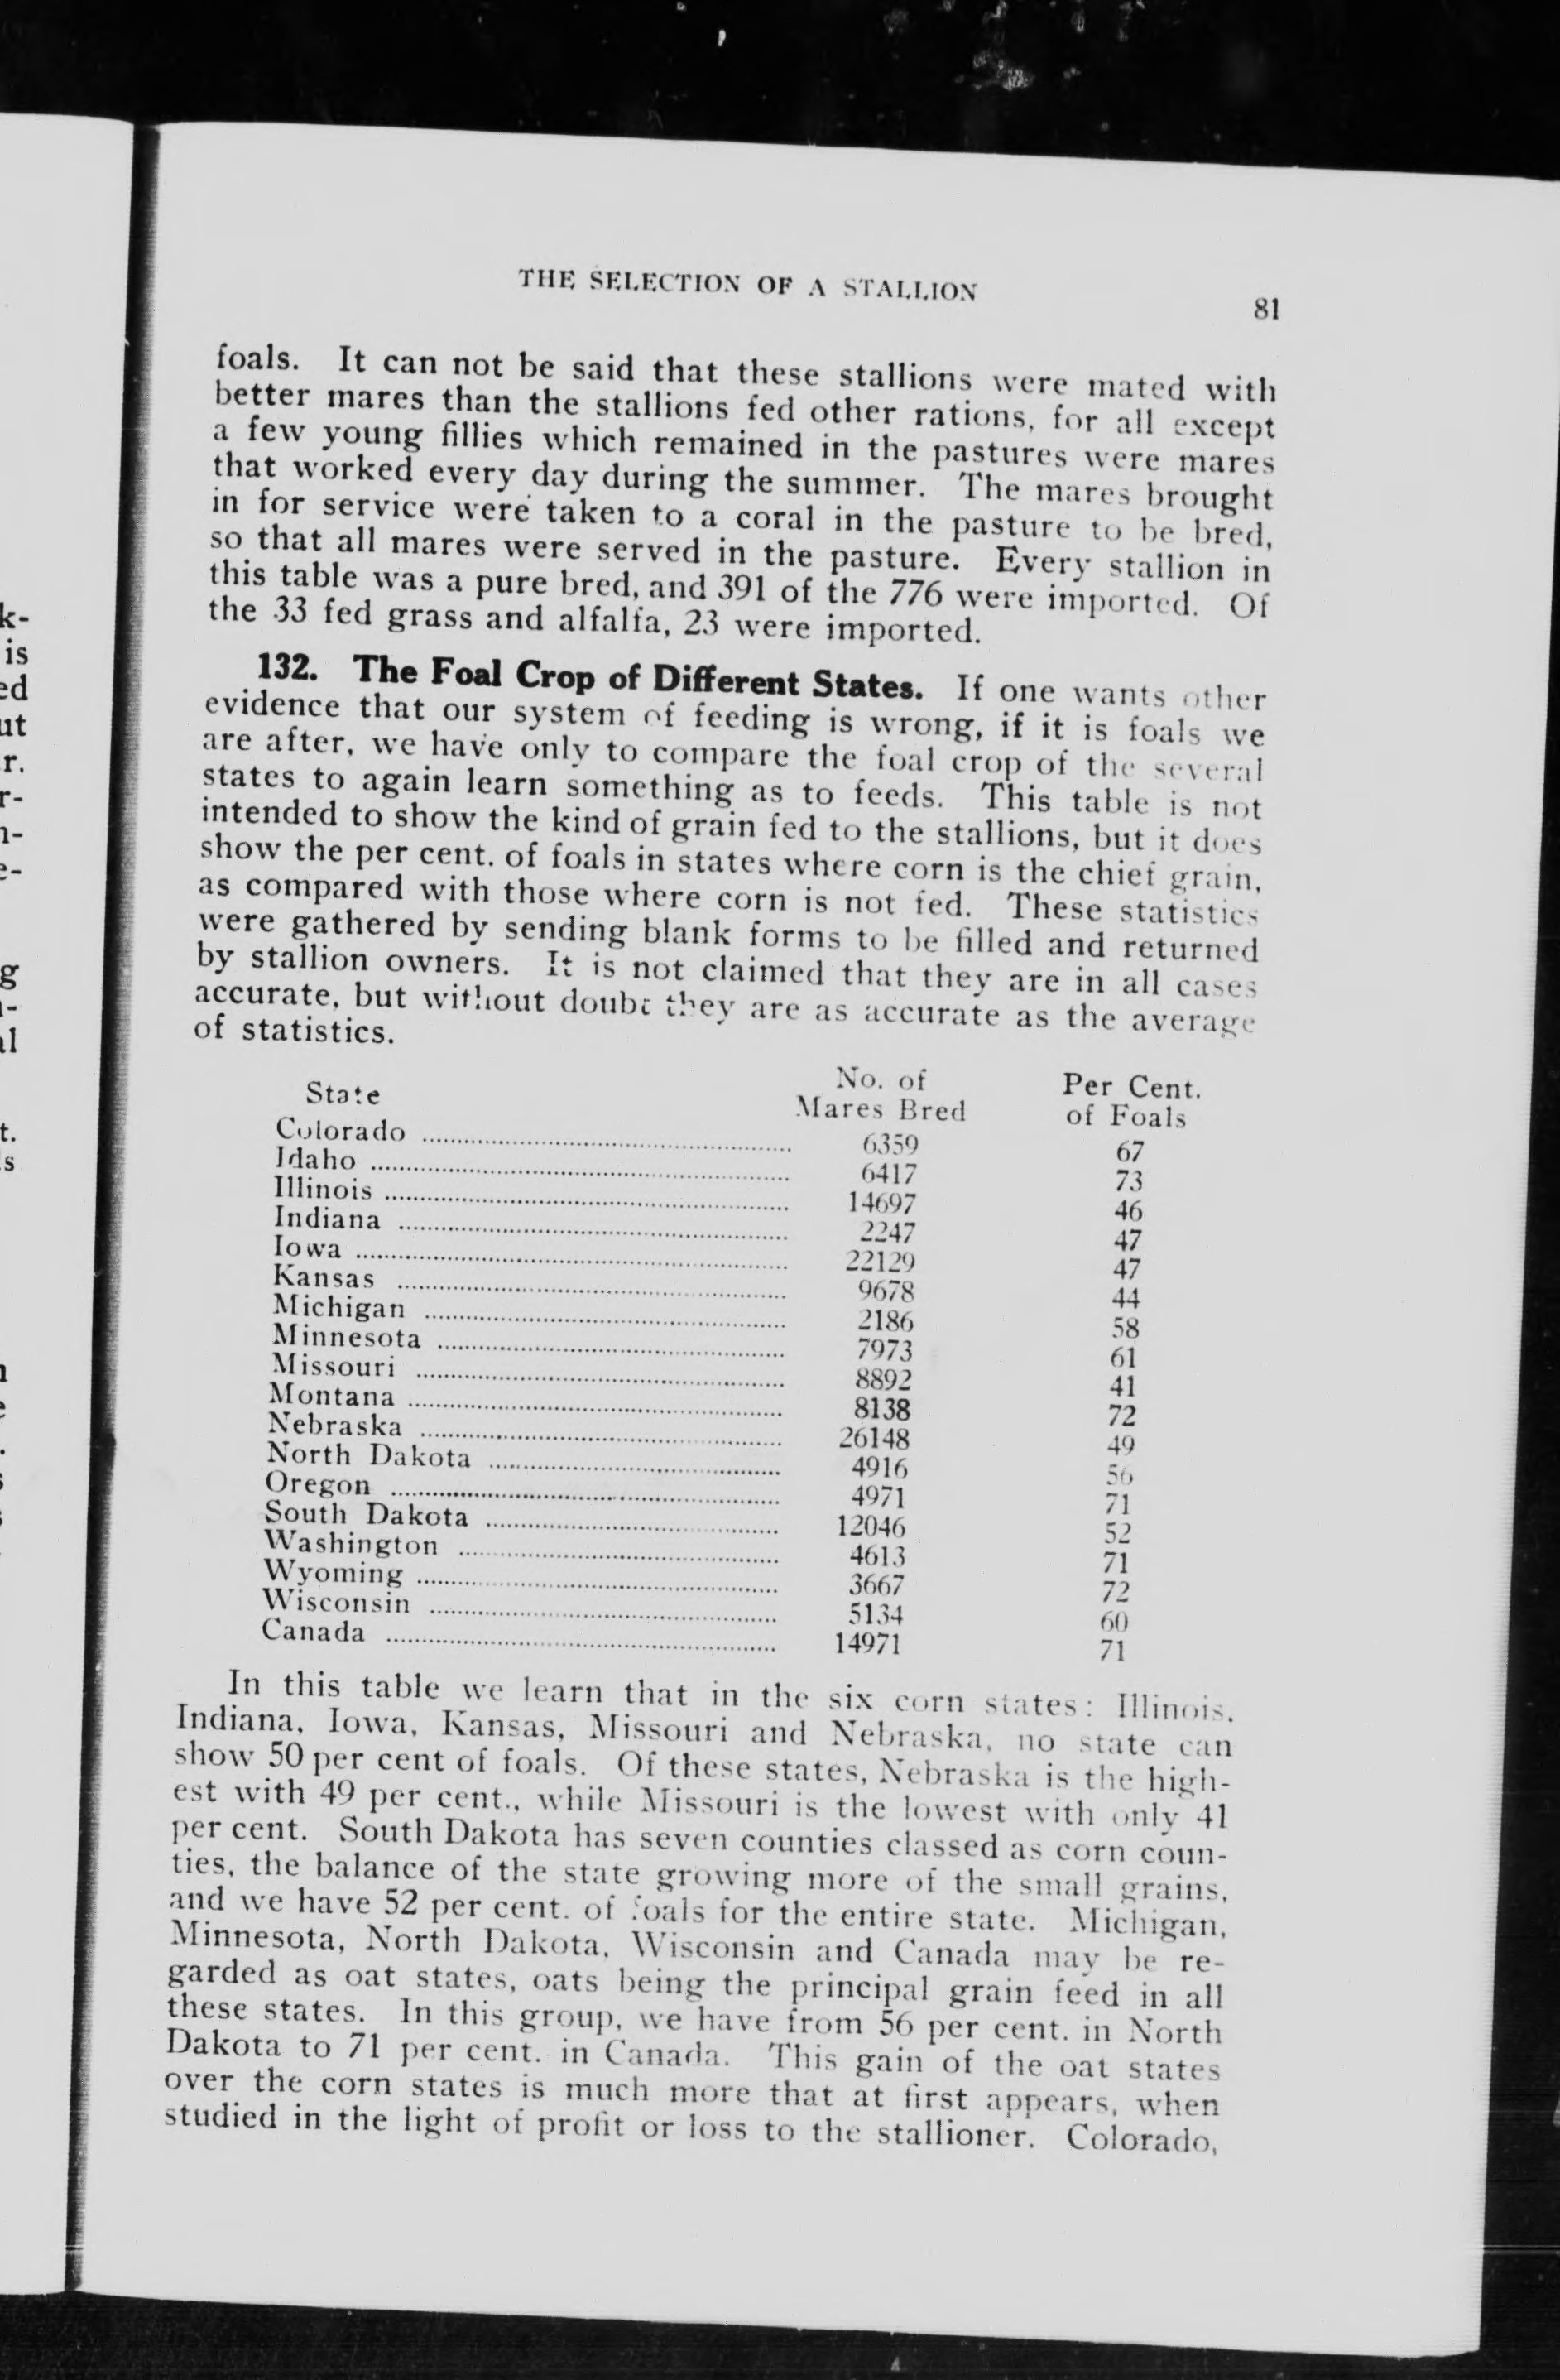 THE SELECTION OF A STALLION
81
foals. It can not be said that these stallions were mated with
better mares than the stallions fed other rations, for all except
a few young fillies which remained in the pastures were mares
that worked every day during the summer. The mares brought
in for service were taken to a coral in the pasture to be bred,
so that all mares were served in the pasture. Every stallion in
this table was a pure bred, and 391 of the 776 were imported. Of
the 33 fed grass and alfalfa, 23 were imported.
132. The Foal Crop of Different States. If one wants other
evidence that our system of feeding is wrong, if it is foals we
are after, we have only to compare the foal crop of the several
states to again learn something as to feeds. This table is not
intended to show the kind of grain fed to the stallions, but it does
show the per cent. of foals in states where corn is the chief grain,
as compared with those where corn is not fed. These statistics
were gathered by sending blank forms to be filled and returned
by stallion owners. It is not claimed that they are in all cases
accurate, but without doubt they are as accurate as the average
of statistics.
State No. of Mares Bred Per Cent. of Foals
Colorado 6359 67
Idaho 6417 73
Illinois 14697 46
Indiana 2247 47
Iowa 22129 47
Kansas 9678 44
Michigan 2186 58
Minnesota 7973 61
Missouri 8892 41
Montana 8138 72
Nebraska 26148 49
North Dakota 4916 56
Oregon 4971 71
South Dakota 12046 52
Washington 4613 71
Wyoming 3667 72
Wisconsin 5134 60
Canada 14971 71
In this table we learn that in the six corn states: Illinois,
Indiana, Iowa, Kansas, Missouri and Nebraska, no state can
show 50 per cent of foals. Of these states, Nebraska is the high-
est with 49 per cent., while Missouri is the lowest with only 41
per cent. South Dakota has seven counties classed as corn coun-
ties, the balance of the state growing more of the small grains,
and we have 52 per cent. of foals for the entire state. Michigan,
Minnesota, North Dakota, Wisconsin and Canada may be re-
garded as oat states, oats being the principal grain feed in all
these states. In this group, we have from 56 per cent. in North
Dakota to 71 per cent. in Canada. This gain of the oat states
over the corn states is much more that at first appears, when
studied in the light of profit or loss to the stallioner. Colorado,